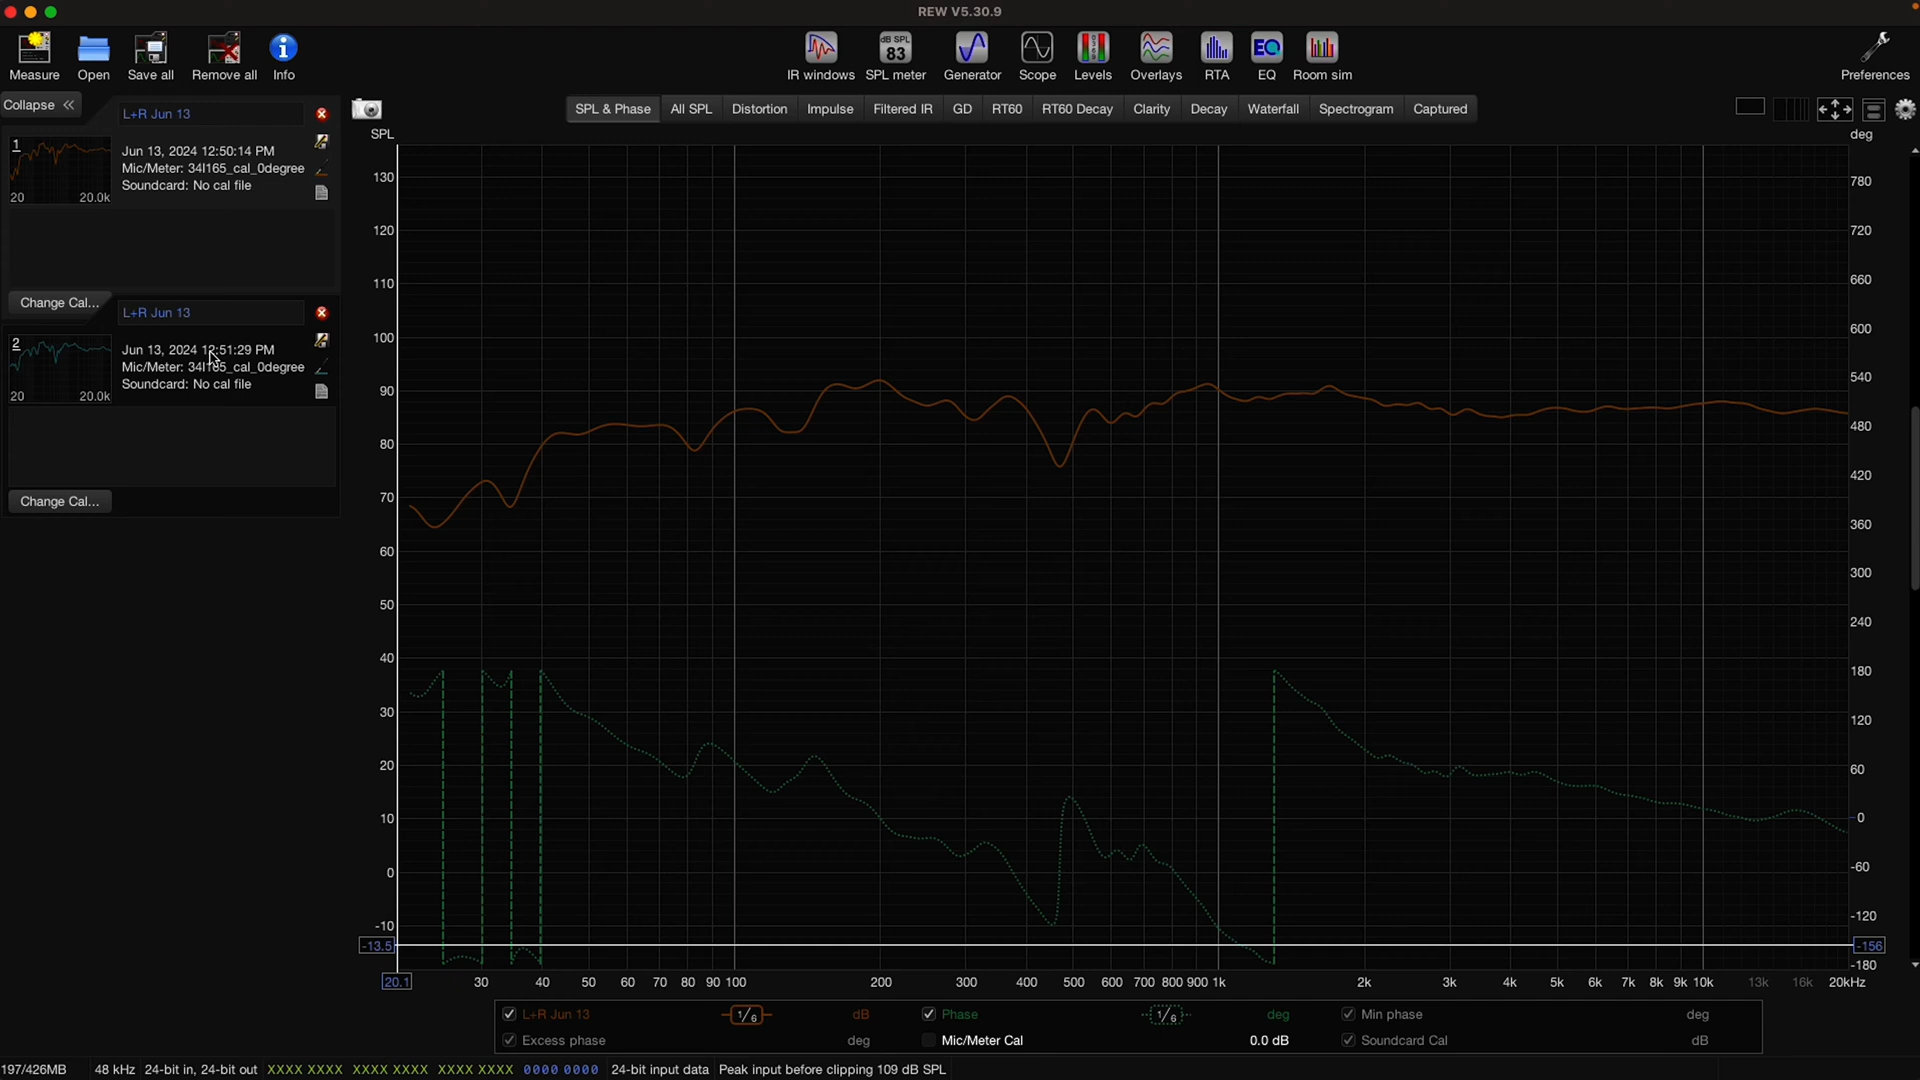 REW V5.30.9
Measure Open Save all Remove all Info IR windows dB SPL 83 SPL meter Generator Scope Levels Overlays RTA EQ EQ Room sim Preferences
Collapse
L+R Jun 13
1
Jun 13, 2024 12:50:14 PM
Mic/Meter: 34I165_cal_0degree
Soundcard: No cal file
20 20.0k
Change Cal...
L+R Jun 13
2
Jun 13, 2024 12:51:29 PM
Mic/Meter: 34I165_cal_0degree
Soundcard: No cal file
20 20.0k
Change Cal...
SPL & Phase All SPL Distortion Impulse Filtered IR GD RT60 RT60 Decay Clarity Decay Waterfall Spectrogram Captured
SPL deg
130 780
120 720
110 660
100 600
90 540
80 480
70 420
60 360
50 300
40 240
30 180
20 120
10 60
0 0
-10 -60
-120
-13.5 -156
-180
20.1 30 40 50 60 70 80 90 100 200 300 400 500 600 700 800 900 1k 2k 3k 4k 5k 6k 7k 8k 9k 10k 13k 16k 20kHz
L+R Jun 13 1/6 dB Phase 1/6 deg Min phase deg
Excess phase deg Mic/Meter Cal 0.0 dB Soundcard Cal dB
197/426MB 48 kHz 24-bit in, 24-bit out XXXX XXXX XXXX XXXX XXXX XXXX 0000 0000 24-bit input data Peak input before clipping 109 dB SPL